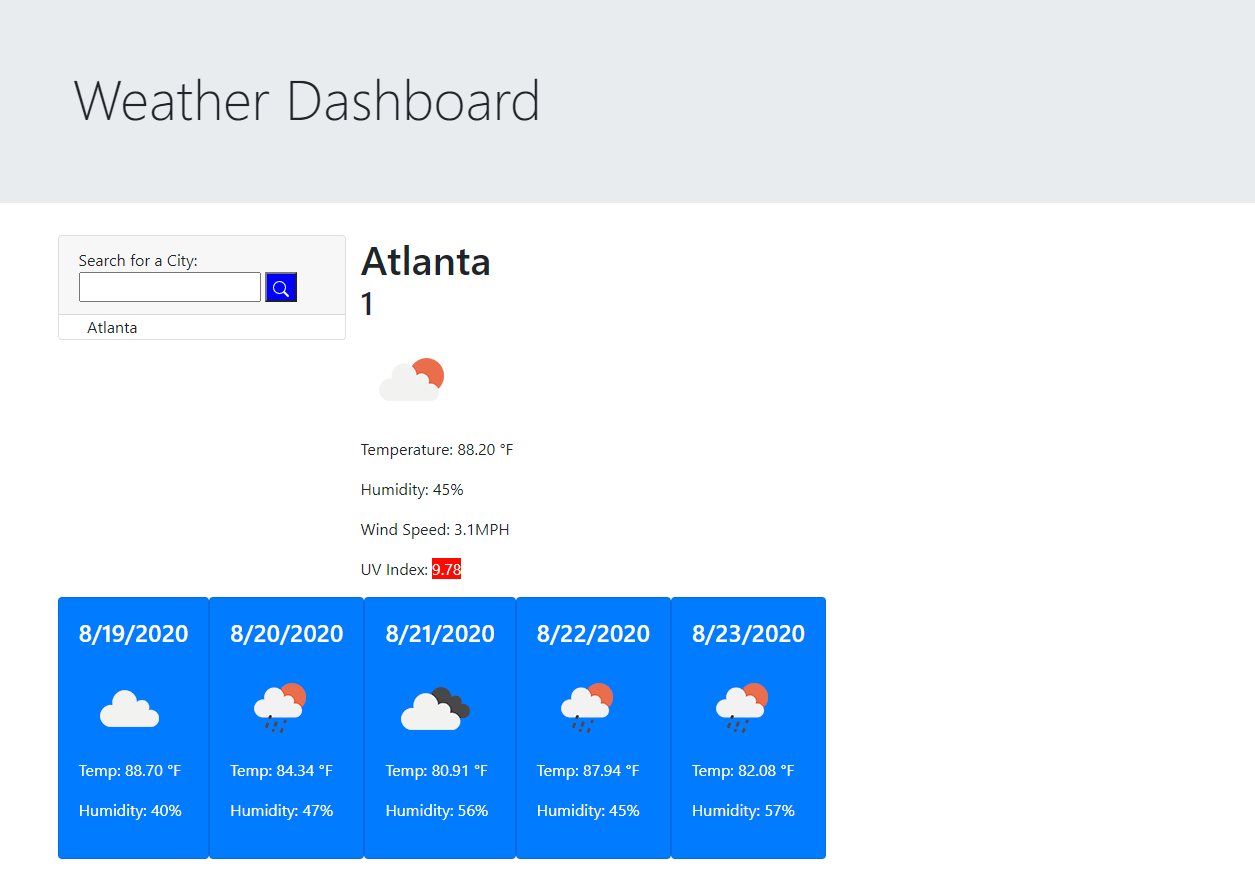 Weather Dashboard
Search for a City:
Atlanta
Atlanta
1
Temperature: 88.20 °F
Humidity: 45%
Wind Speed: 3.1MPH
UV Index: 9.78
8/19/2020
Temp: 88.70 °F
Humidity: 40%
8/20/2020
Temp: 84.34 °F
Humidity: 47%
8/21/2020
Temp: 80.91 °F
Humidity: 56%
8/22/2020
Temp: 87.94 °F
Humidity: 45%
8/23/2020
Temp: 82.08 °F
Humidity: 57%